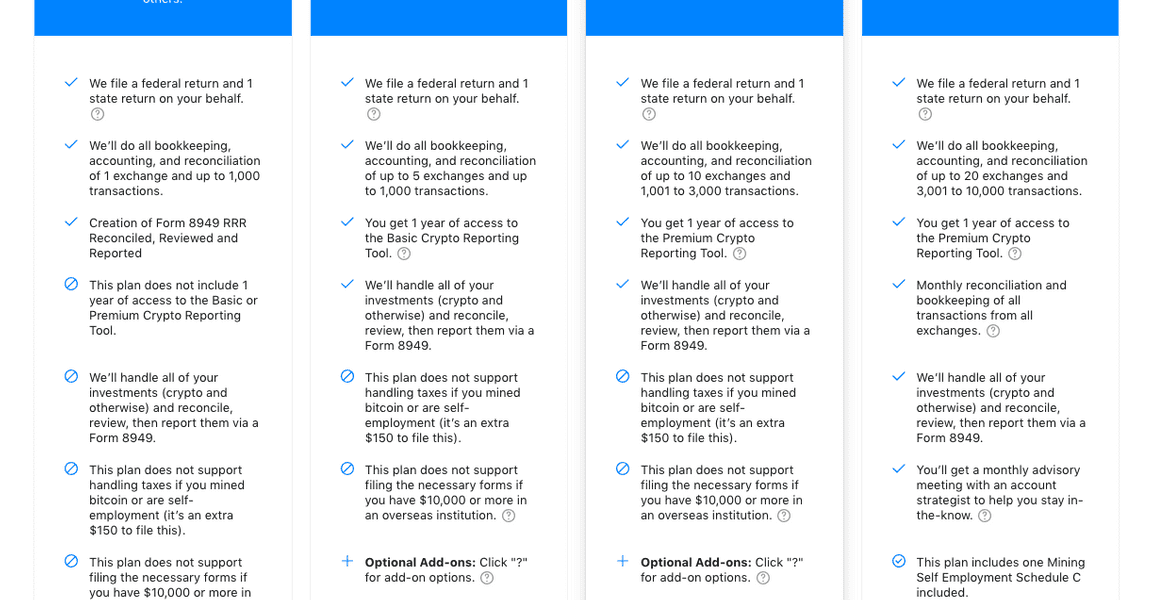 others.
We file a federal return and 1
state return on your behalf.
We'll do all bookkeeping,
accounting, and reconciliation
of 1 exchange and up to 1,000
transactions.
Creation of Form 8949 RRR
Reconciled, Reviewed and
Reported
This plan does not include 1
year of access to the Basic or
Premium Crypto Reporting
Tool.
We'll handle all of your
investments (crypto and
otherwise) and reconcile,
review, then report them via a
Form 8949.
This plan does not support
handling taxes if you mined
bitcoin or are self-
employment (it's an extra
$150 to file this).
This plan does not support
filing the necessary forms if
you have $10,000 or more in
We file a federal return and 1
state return on your behalf.
We'll do all bookkeeping,
accounting, and reconciliation
of up to 5 exchanges and up
to 1,000 transactions.
You get 1 year of access to
the Basic Crypto Reporting
Tool.
We'll handle all of your
investments (crypto and
otherwise) and reconcile,
review, then report them via a
Form 8949.
This plan does not support
handling taxes if you mined
bitcoin or are self-
employment (it's an extra
$150 to file this).
This plan does not support
filing the necessary forms if
you have $10,000 or more in
an overseas institution.
Optional Add-ons: Click "?"
for add-on options.
We file a federal return and 1
state return on your behalf.
We'll do all bookkeeping,
accounting, and reconciliation
of up to 10 exchanges and
1,001 to 3,000 transactions.
You get 1 year of access to
the Premium Crypto
Reporting Tool.
We'll handle all of your
investments (crypto and
otherwise) and reconcile,
review, then report them via a
Form 8949.
This plan does not support
handling taxes if you mined
bitcoin or are self-
employment (it's an extra
$150 to file this).
This plan does not support
filing the necessary forms if
you have $10,000 or more in
an overseas institution.
Optional Add-ons: Click "?"
for add-on options.
We file a federal return and 1
state return on your behalf.
We'll do all bookkeeping,
accounting, and reconciliation
of up to 20 exchanges and
3,001 to 10,000 transactions.
You get 1 year of access to
the Premium Crypto
Reporting Tool.
Monthly reconciliation and
bookkeeping of all
transactions from all
exchanges.
We'll handle all of your
investments (crypto and
otherwise) and reconcile,
review, then report them via a
Form 8949.
You'll get a monthly advisory
meeting with an account
strategist to help you stay in-
the-know.
This plan includes one Mining
Self Employment Schedule C
included.